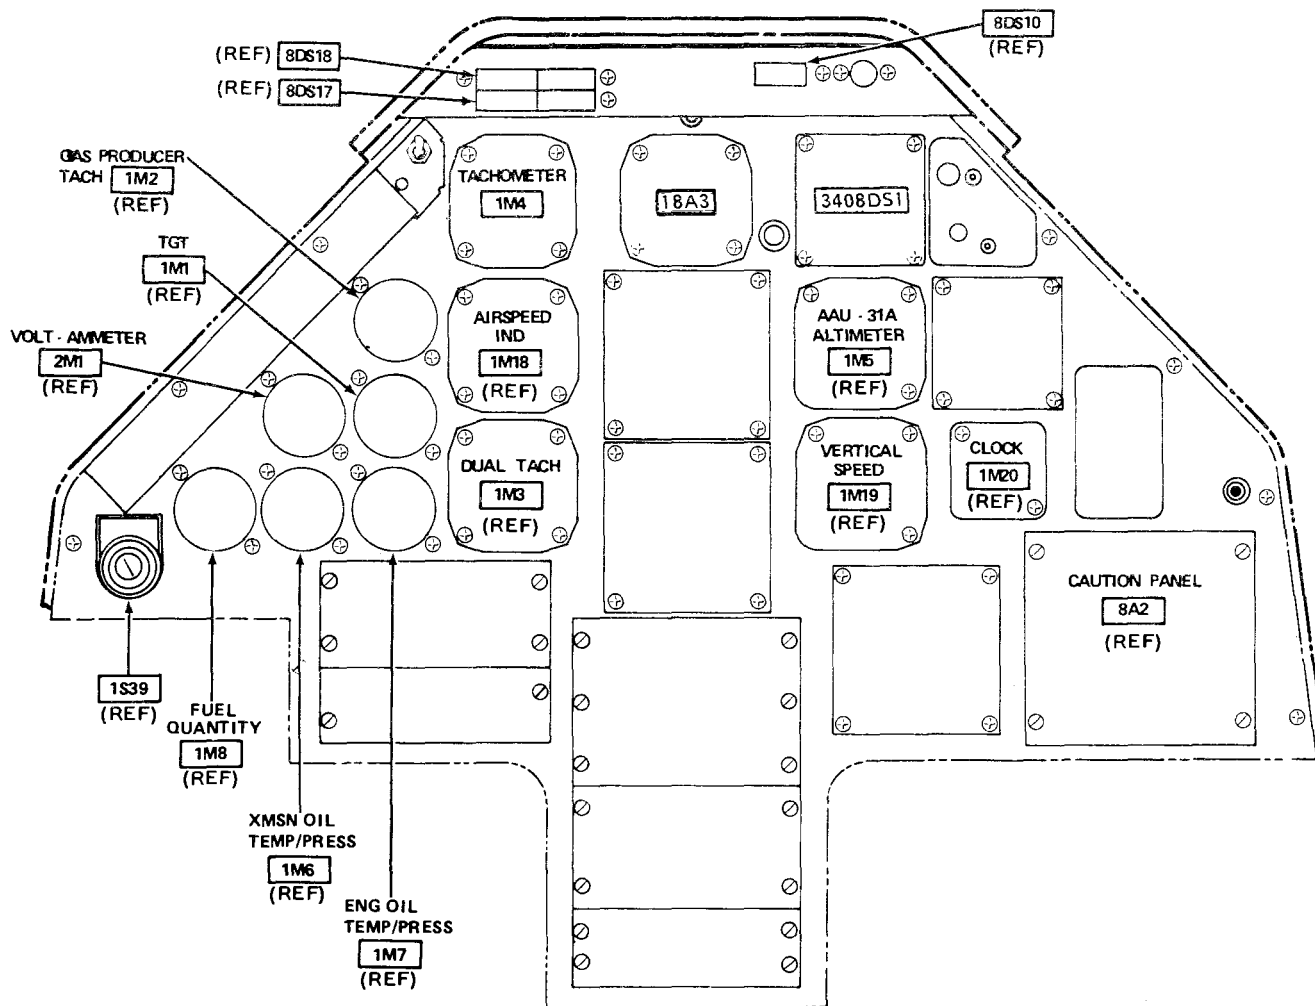 8DS10
(REF)
(REF) 8DS18
(REF) 8DS17
GAS PRODUCER
TACH 1M2
(REF)
TACHOMETER
1M4
18A3
3408DS1
TGT
1M1
(REF)
VOLT-AMMETER
2M1
(REF)
AIRSPEED
IND
1M18
(REF)
AAU-31A
ALTIMETER
1M5
(REF)
DUAL TACH
1M3
(REF)
VERTICAL
SPEED
1M19
(REF)
CLOCK
1M20
(REF)
CAUTION PANEL
8A2
(REF)
1S39
(REF)
FUEL
QUANTITY
1M8
(REF)
XMSN OIL
TEMP/PRESS
1M6
(REF)
ENG OIL
TEMP/PRESS
1M7
(REF)